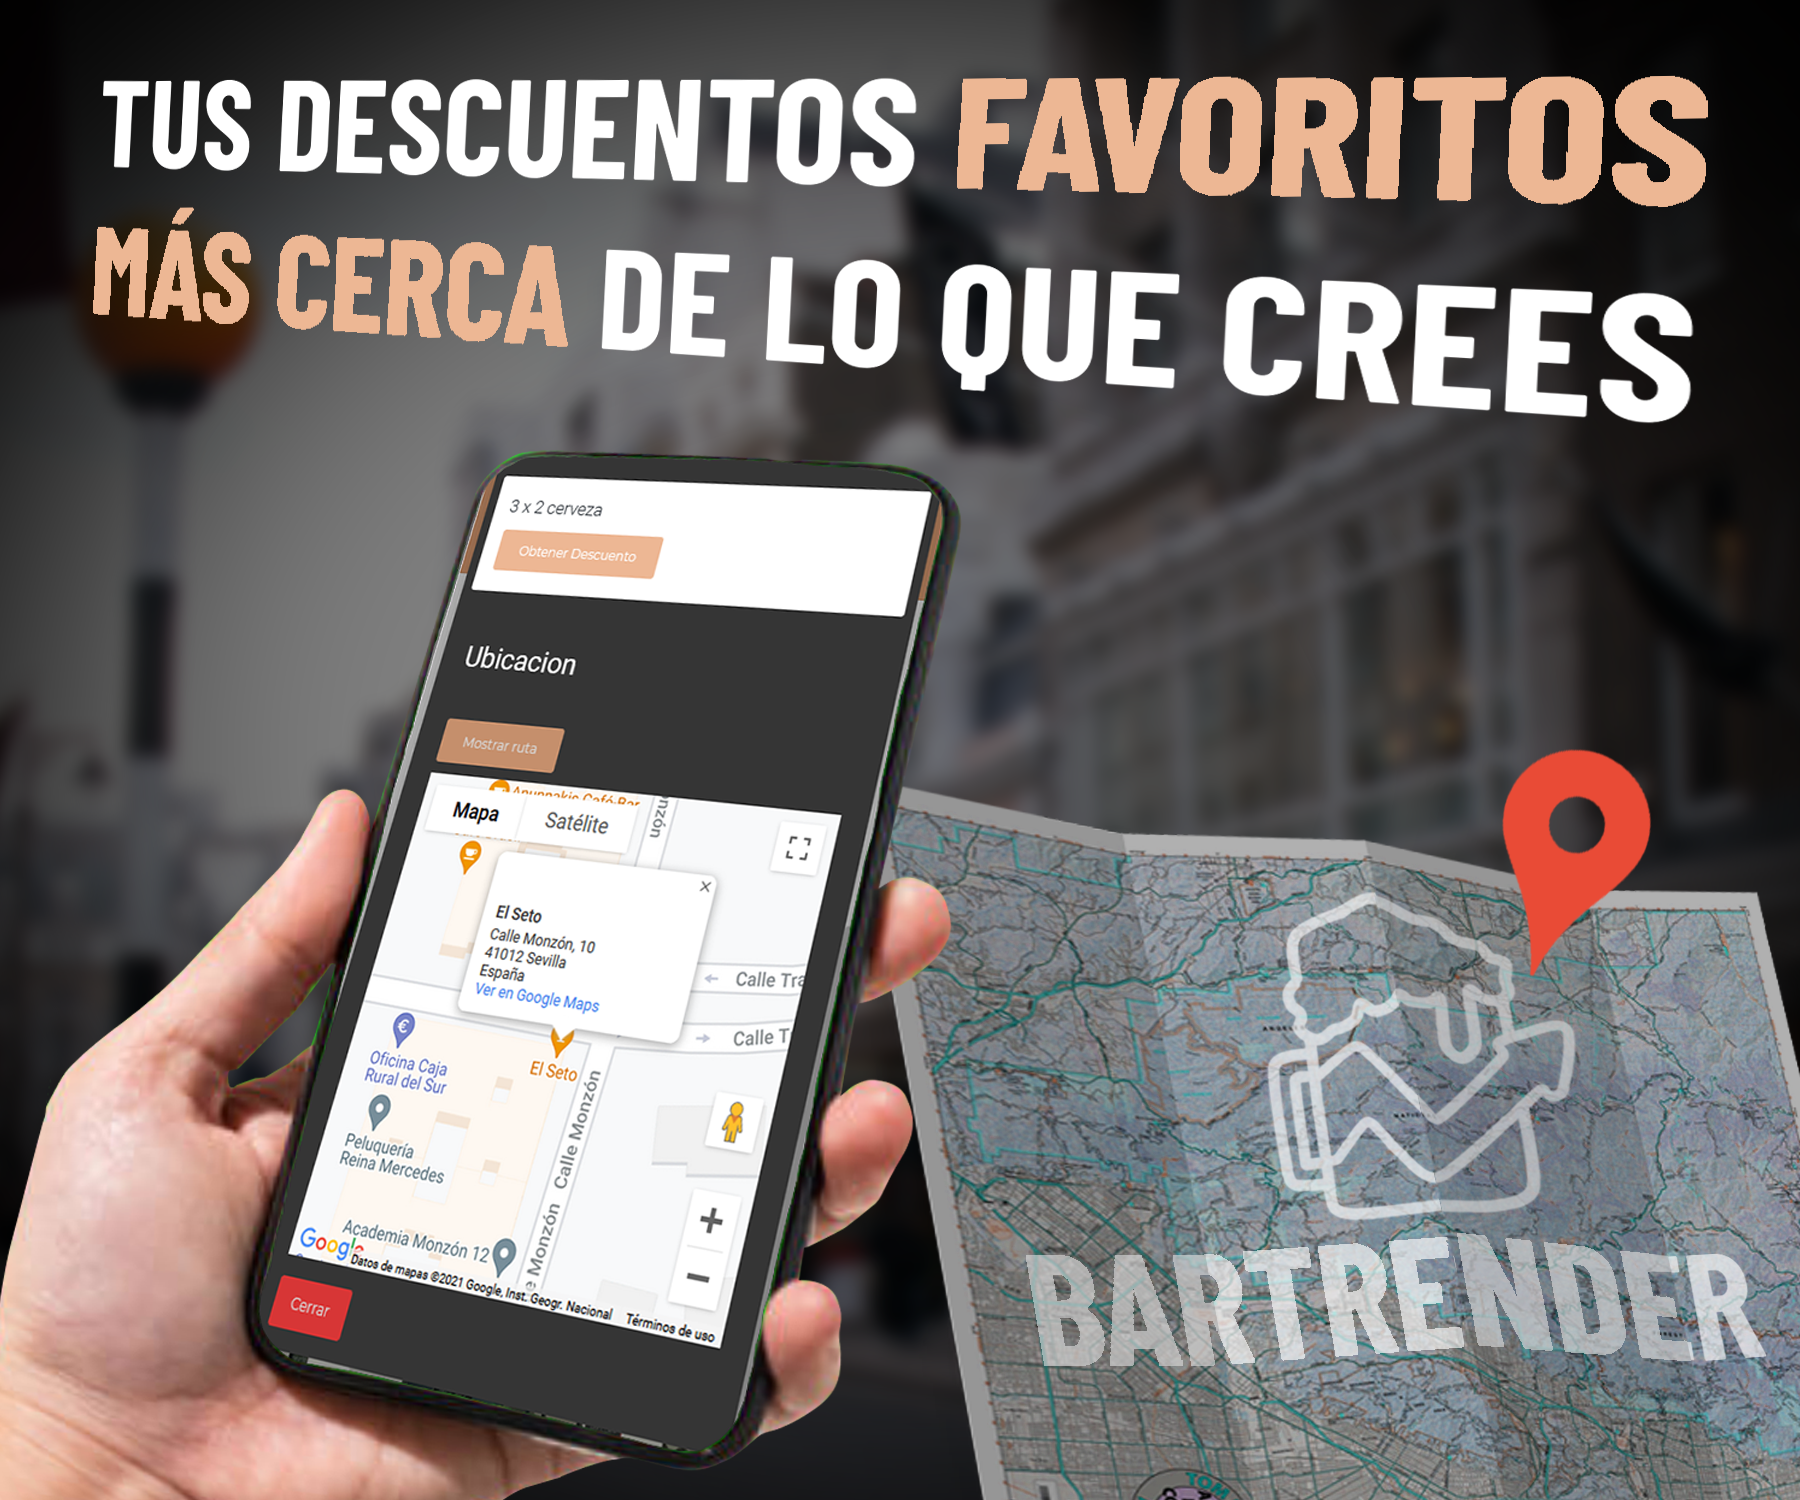 TUS DESCUENTOS FAVORITOS
MÁS CERCA DE LO QUE CREES
3 x 2 cerveza
Obtener Descuento
Ubicacion
Mostrar ruta
Mapa
Satélite
El Seto
Calle Monzón, 10
41012 Sevilla
España
Ver en Google Maps
Calle Tra
Calle T
Oficina Caja
Rural del Sur
El Seto
Peluquería
Reina Mercedes
Calle Monzón
Monzón
Academia Monzón 12
Google
Datos de mapas ©2021 Google, Inst. Geogr. Nacional
Términos de uso
Cerrar
BARTRENDER
TOM